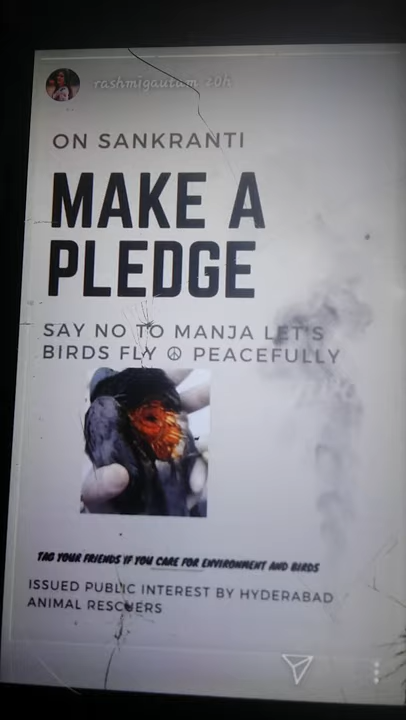 rashmigautam 20h
ON SANKRANTI
MAKE A
PLEDGE
SAY NO TO MANJA LET'S
BIRDS FLY ☮ PEACEFULLY
TAG YOUR FRIENDS IF YOU CARE FOR ENVIRONMENT AND BIRDS
ISSUED PUBLIC INTEREST BY HYDERABAD
ANIMAL RESCUERS